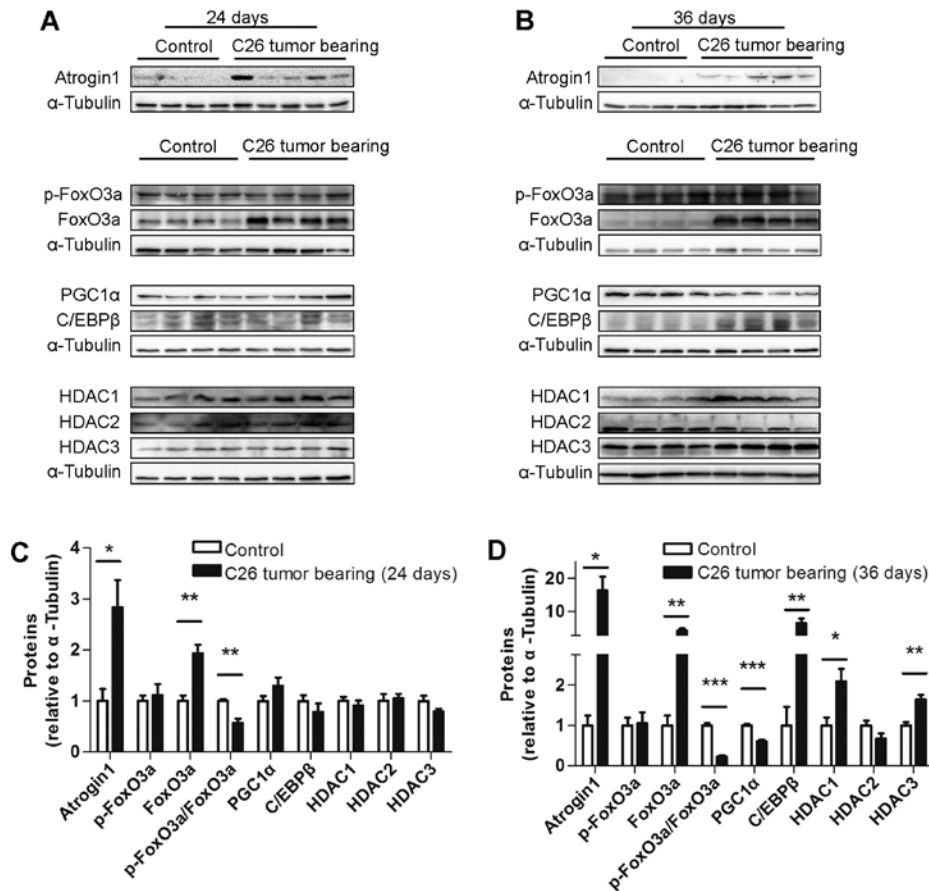 A
24 days
Control C26 tumor bearing
Atrogin1
α-Tubulin
Control C26 tumor bearing
p-FoxO3a
FoxO3a
α-Tubulin
PGC1α
C/EBPβ
α-Tubulin
HDAC1
HDAC2
HDAC3
α-Tubulin
B
36 days
Control C26 tumor bearing
Atrogin1
α-Tubulin
Control C26 tumor bearing
p-FoxO3a
FoxO3a
α-Tubulin
PGC1α
C/EBPβ
α-Tubulin
HDAC1
HDAC2
HDAC3
α-Tubulin
C
Control
C26 tumor bearing (24 days)
Proteins
(relative to α -Tubulin)
4
3
2
1
0
*
**
**
Atrogin1
p-FoxO3a
FoxO3a
p-FoxO3a/FoxO3a
PGC1α
C/EBPβ
HDAC1
HDAC2
HDAC3
D
Control
C26 tumor bearing (36 days)
Proteins
(relative to α -Tubulin)
20
10
2
1
0
*
**
***
***
**
*
**
Atrogin1
p-FoxO3a
FoxO3a
p-FoxO3a/FoxO3a
PGC1α
C/EBPβ
HDAC1
HDAC2
HDAC3